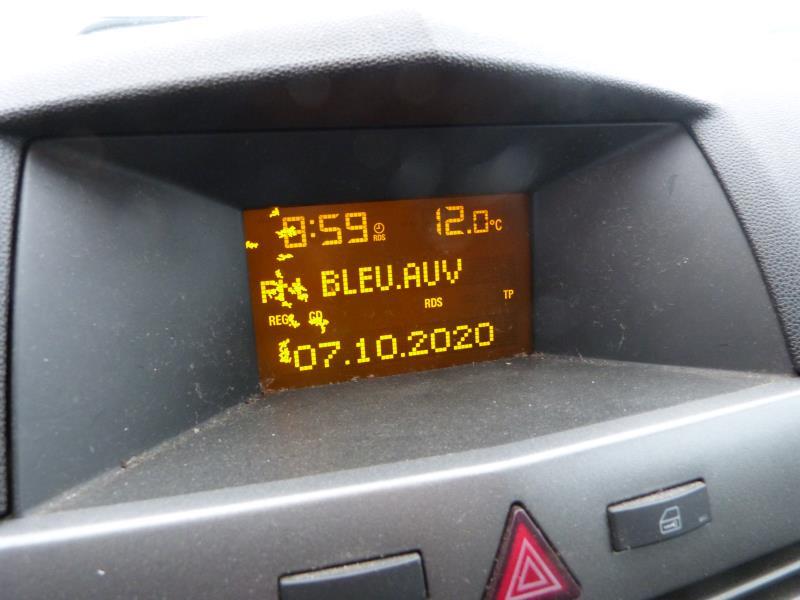 8:59 RDS 12.0°C
BLEU.AUV
REG RDS TP
07.10.2020